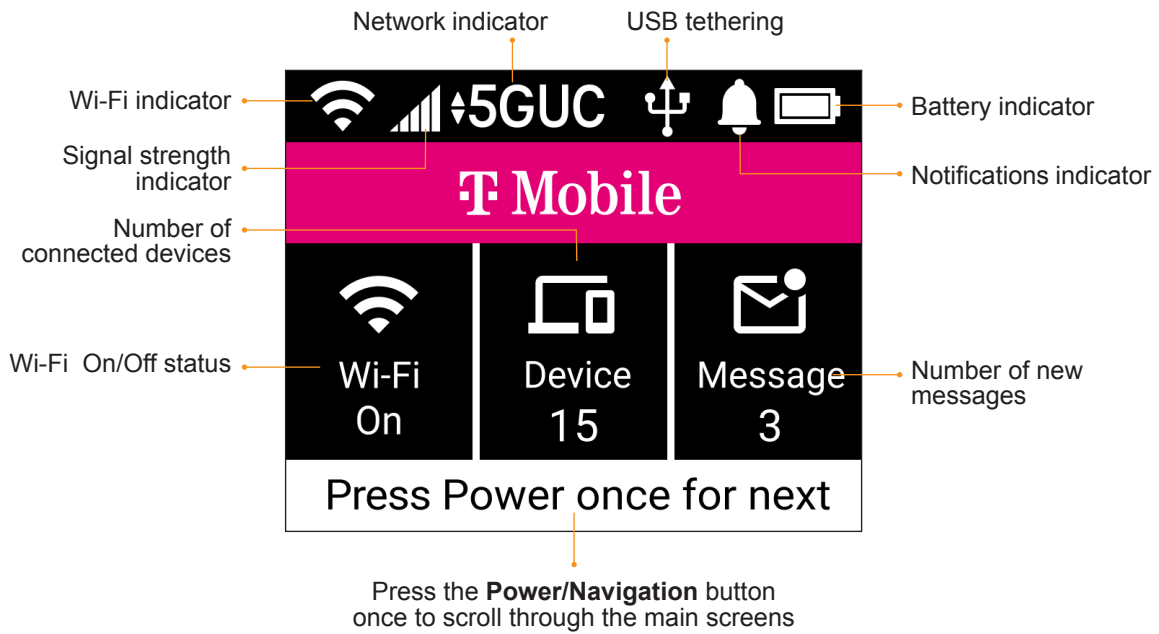 Network indicator
USB tethering
Wi-Fi indicator
5GUC
Battery indicator
Signal strength
indicator
T Mobile
Notifications indicator
Number of
connected devices
Wi-Fi On/Off status
Wi-Fi
On
Device
15
Message
3
Number of new
messages
Press Power once for next
Press the Power/Navigation button
once to scroll through the main screens